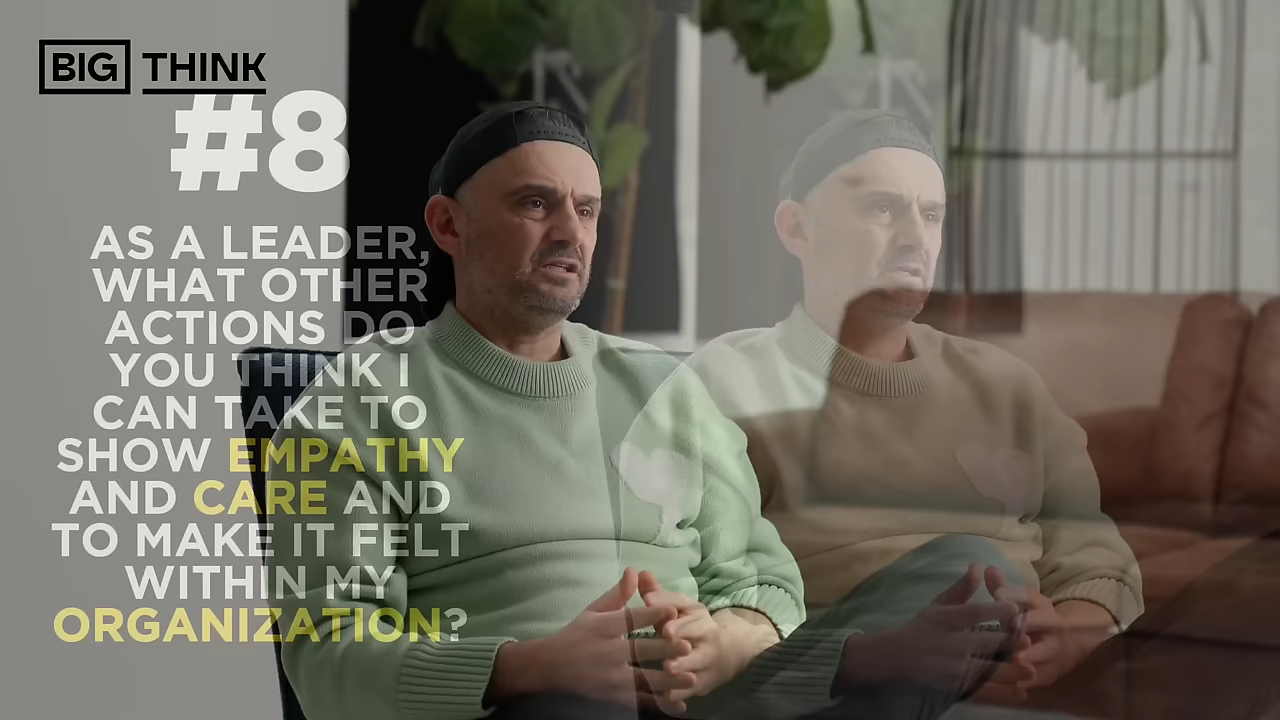 BIG THINK
#8
AS A LEADER,
WHAT OTHER
ACTIONS DO
YOU THINK I
CAN TAKE TO
SHOW EMPATHY
AND CARE AND
TO MAKE IT FELT
WITHIN MY
ORGANIZATION?